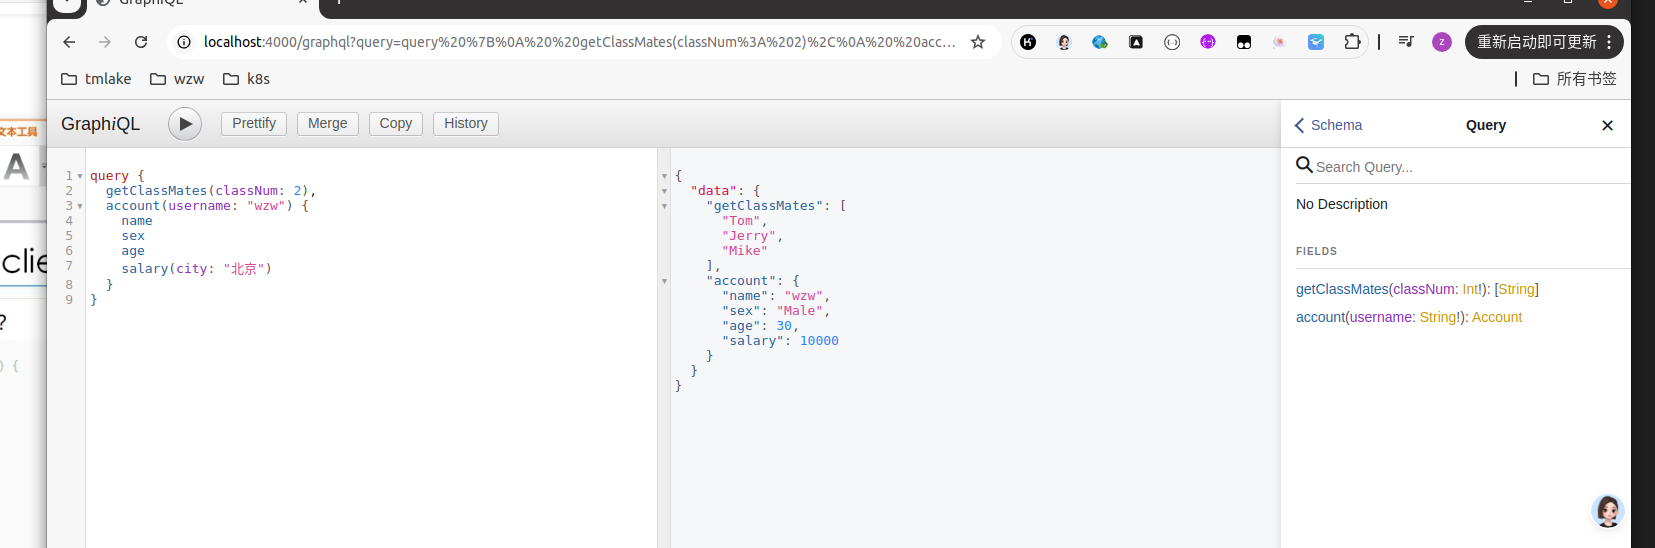 GraphiQL
localhost:4000/graphql?query=query%20%7B%0A%20%20getClassMates(classNum%3A%202)%2C%0A%20%20acc...
z
重新启动即可更新
tmlake
wzw
k8s
所有书签
文本工具
A
clie
?
) {
GraphiQL
Prettify
Merge
Copy
History
1 query {
2 getClassMates(classNum: 2),
3 account(username: "wzw") {
4 name
5 sex
6 age
7 salary(city: "北京")
8 }
9 }
{
"data": {
"getClassMates": [
"Tom",
"Jerry",
"Mike"
],
"account": {
"name": "wzw",
"sex": "Male",
"age": 30,
"salary": 10000
}
}
}
Schema
Query
Search Query...
No Description
FIELDS
getClassMates(classNum: Int!): [String]
account(username: String!): Account